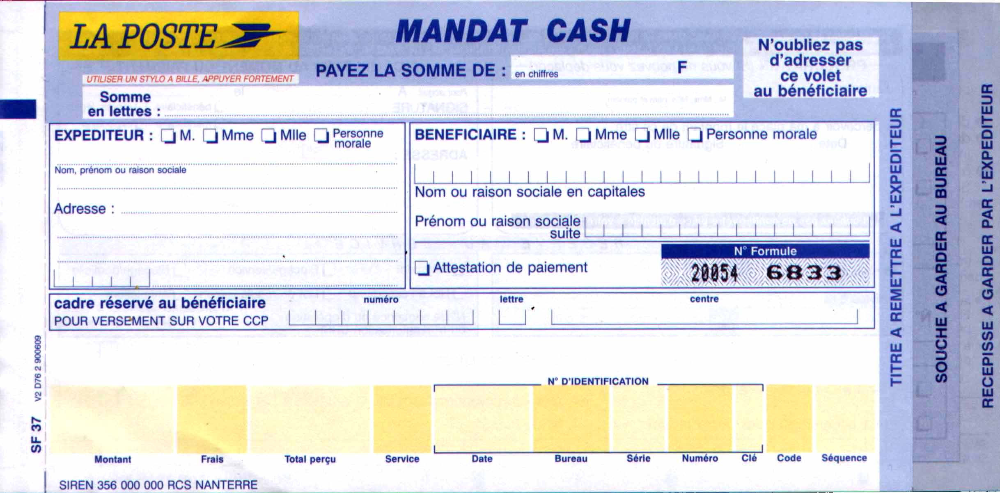 LA POSTE
MANDAT CASH
N'oubliez pas
d'adresser
ce volet
au bénéficiaire
PAYEZ LA SOMME DE : en chiffres F
UTILISER UN STYLO A BILLE, APPUYER FORTEMENT
Somme
en lettres :
EXPEDITEUR : M. Mme Mlle Personne
morale
Nom, prénom ou raison sociale
Adresse :
BENEFICIAIRE : M. Mme Mlle Personne morale
Nom ou raison sociale en capitales
Prénom ou raison sociale
suite
N° Formule
Attestation de paiement
20054 6833
cadre réservé au bénéficiaire numéro lettre centre
POUR VERSEMENT SUR VOTRE CCP
N° D'IDENTIFICATION
Montant Frais Total perçu Service Date Bureau Série Numéro Clé Code Séquence
SIREN 356 000 000 RCS NANTERRE
SF 37 V2 D76 2 900609
TITRE A REMETTRE A L'EXPEDITEUR
SOUCHE A GARDER AU BUREAU
RECEPISSE A GARDER PAR L'EXPEDITEUR